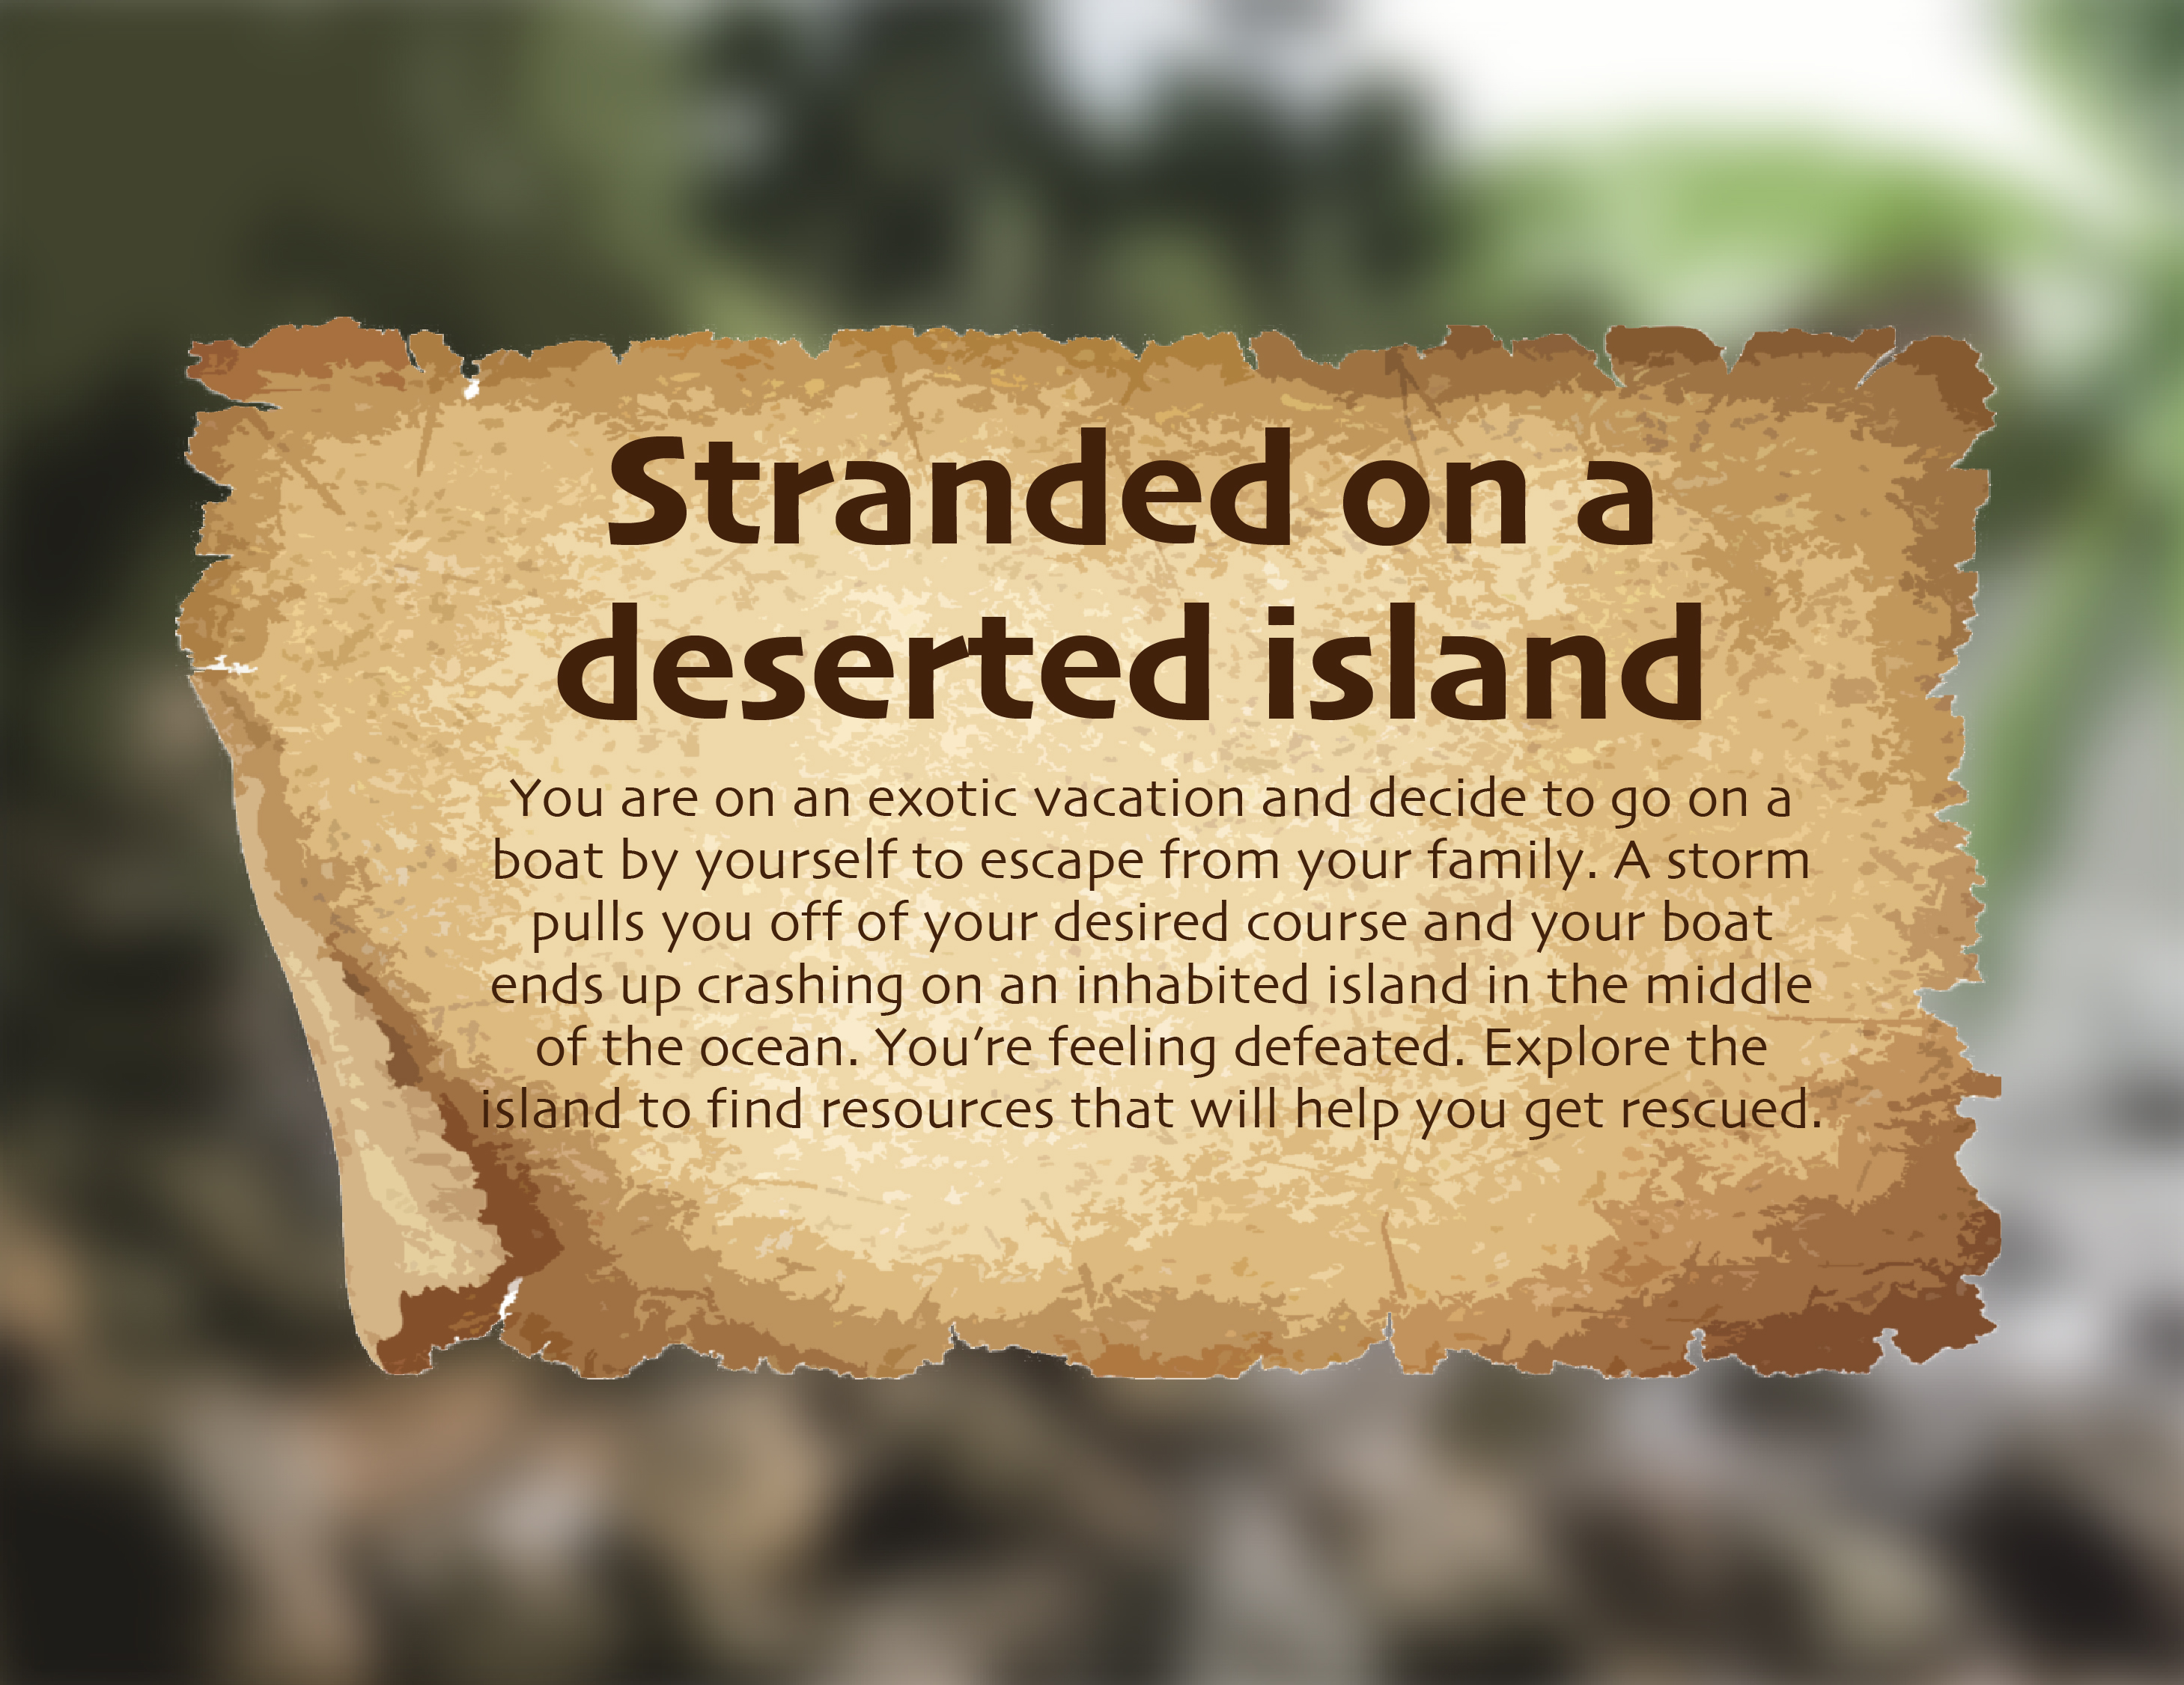 Stranded on a
deserted island
You are on an exotic vacation and decide to go on a
boat by yourself to escape from your family. A storm
pulls you off of your desired course and your boat
ends up crashing on an inhabited island in the middle
of the ocean. You’re feeling defeated. Explore the
island to find resources that will help you get rescued.